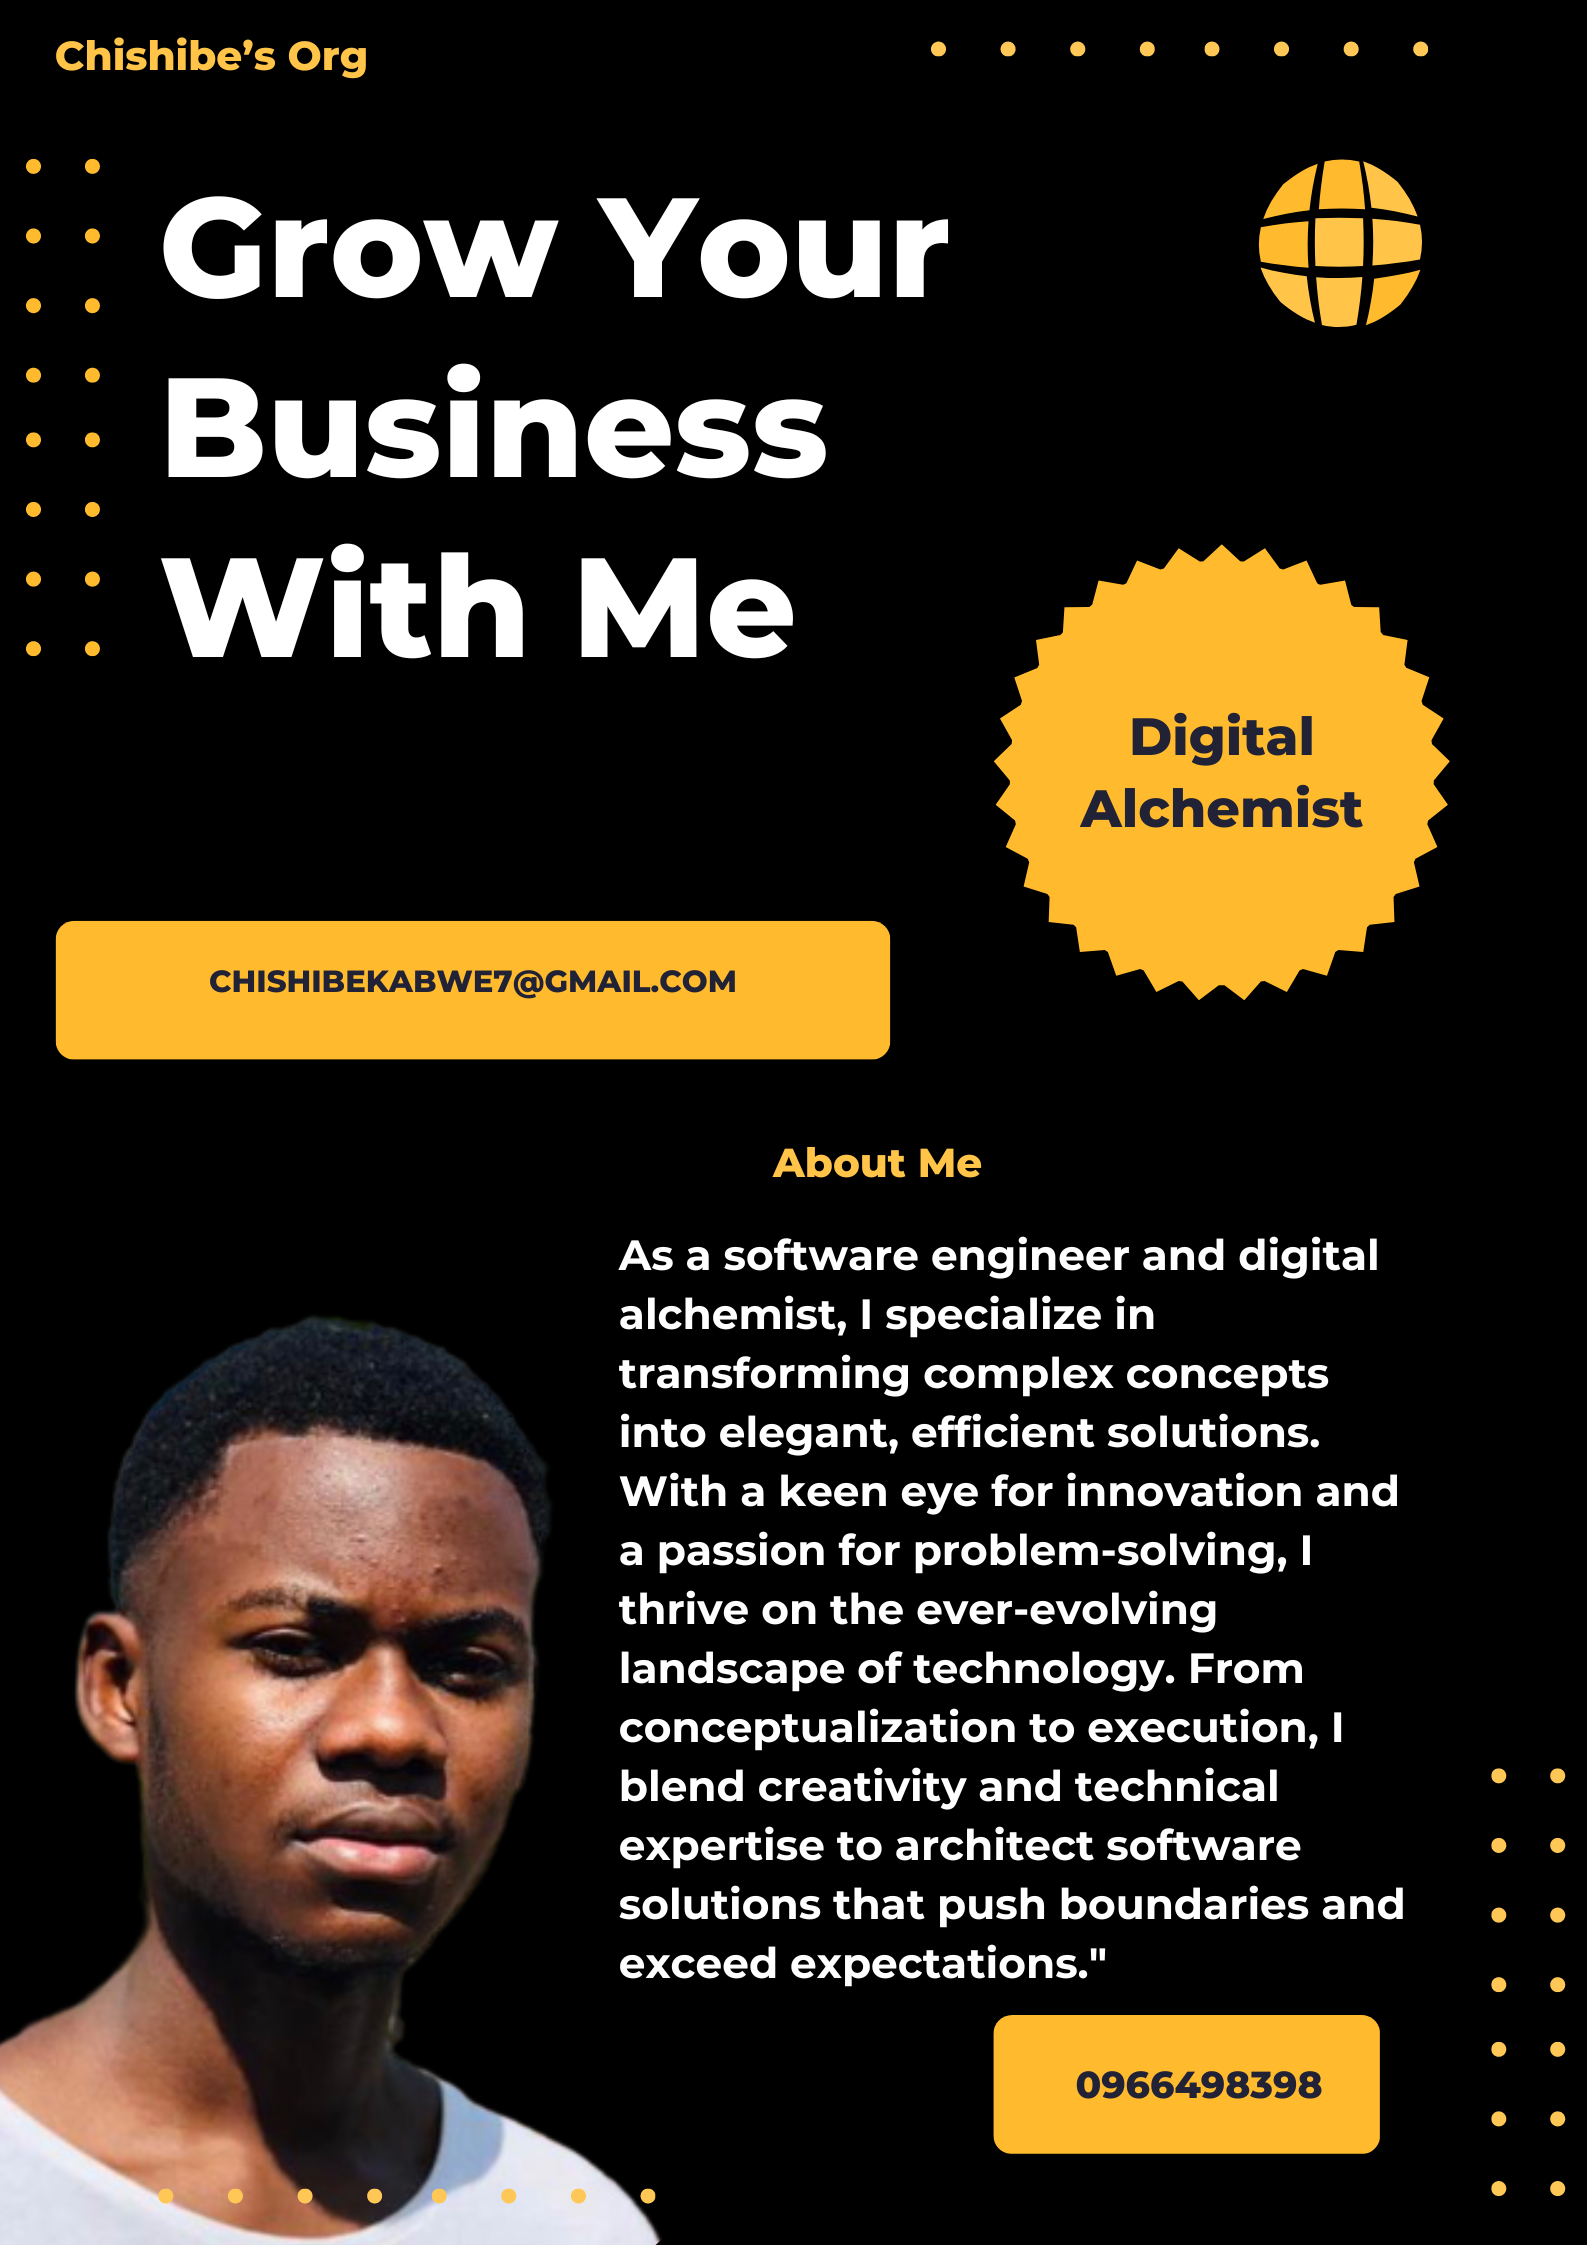 Chishibe’s Org
Grow Your
Business
With Me
Digital
Alchemist
CHISHIBEKABWE7@GMAIL.COM
About Me
As a software engineer and digital
alchemist, I specialize in
transforming complex concepts
into elegant, efficient solutions.
With a keen eye for innovation and
a passion for problem-solving, I
thrive on the ever-evolving
landscape of technology. From
conceptualization to execution, I
blend creativity and technical
expertise to architect software
solutions that push boundaries and
exceed expectations."
0966498398